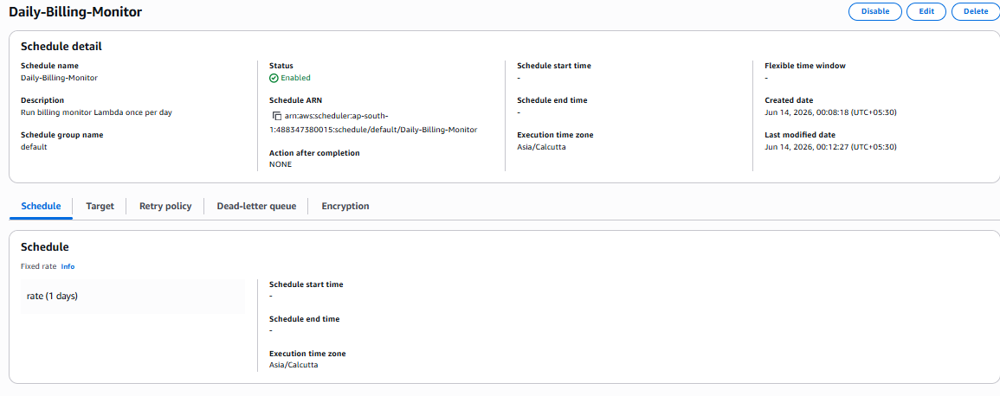 Daily-Billing-Monitor
Disable
Edit
Delete
Schedule detail
Schedule name
Daily-Billing-Monitor
Description
Run billing monitor Lambda once per day
Schedule group name
default
Status
Enabled
Schedule ARN
arn:aws:scheduler:ap-south-
1:488347380015:schedule/default/Daily-Billing-Monitor
Action after completion
NONE
Schedule start time
-
Schedule end time
-
Execution time zone
Asia/Calcutta
Flexible time window
-
Created date
Jun 14, 2026, 00:08:18 (UTC+05:30)
Last modified date
Jun 14, 2026, 00:12:27 (UTC+05:30)
Schedule
Target
Retry policy
Dead-letter queue
Encryption
Schedule
Fixed rate Info
rate (1 days)
Schedule start time
-
Schedule end time
-
Execution time zone
Asia/Calcutta